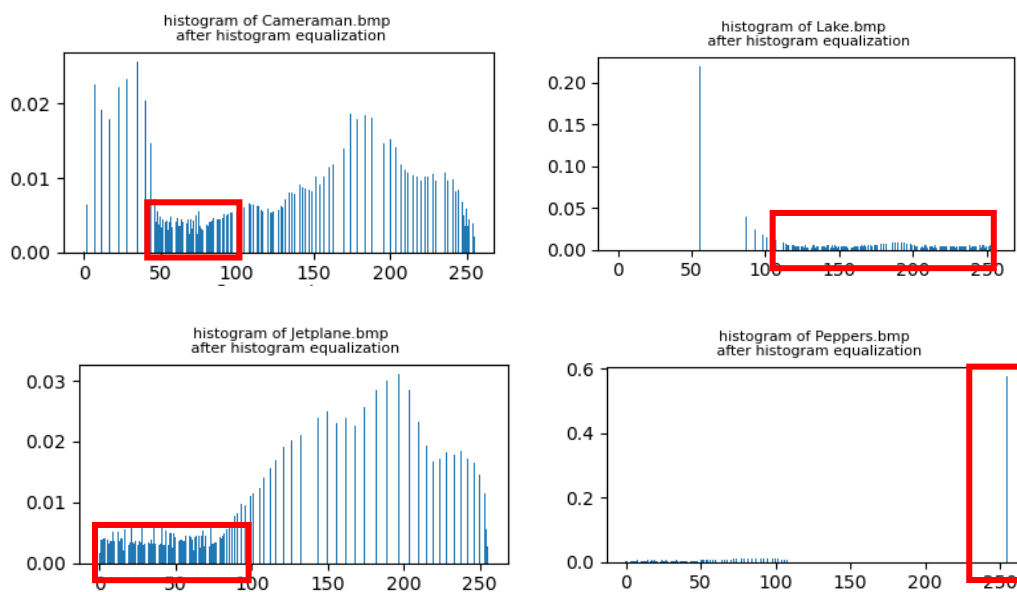 histogram of Cameraman.bmp
after histogram equalization
0.02
0.01
0.00
0 50 100 150 200 250
histogram of Lake.bmp
after histogram equalization
0.20
0.15
0.10
0.05
0.00
0 50 100 150 200 250
histogram of Jetplane.bmp
after histogram equalization
0.03
0.02
0.01
0.00
0 50 100 150 200 250
histogram of Peppers.bmp
after histogram equalization
0.6
0.4
0.2
0.0
0 50 100 150 200 250